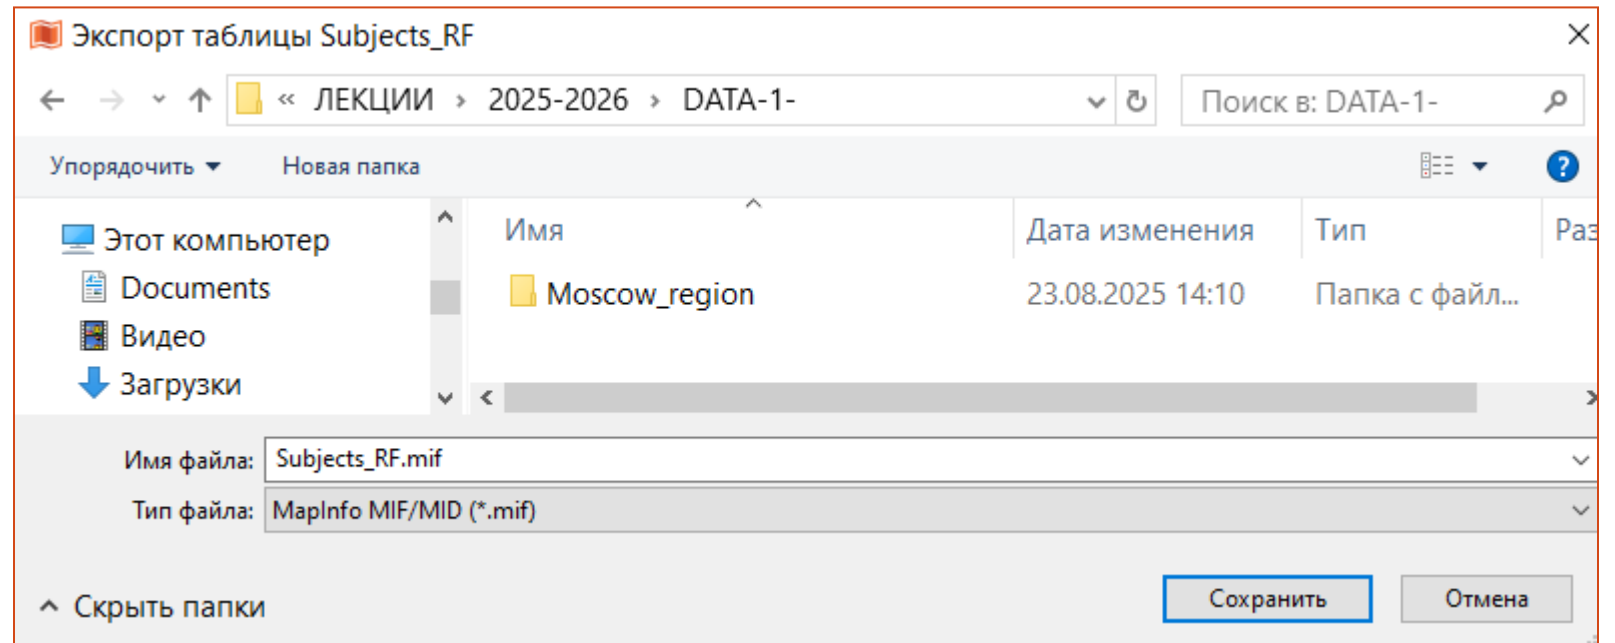 Экспорт таблицы Subjects_RF
« ЛЕКЦИИ › 2025-2026 › DATA-1-
Поиск в: DATA-1-
Упорядочить Новая папка
Имя Дата изменения Тип Раз
Этот компьютер
Documents
Видео
Загрузки
Moscow_region 23.08.2025 14:10 Папка с файл...
Имя файла: Subjects_RF.mif
Тип файла: MapInfo MIF/MID (*.mif)
Скрыть папки
Сохранить Отмена